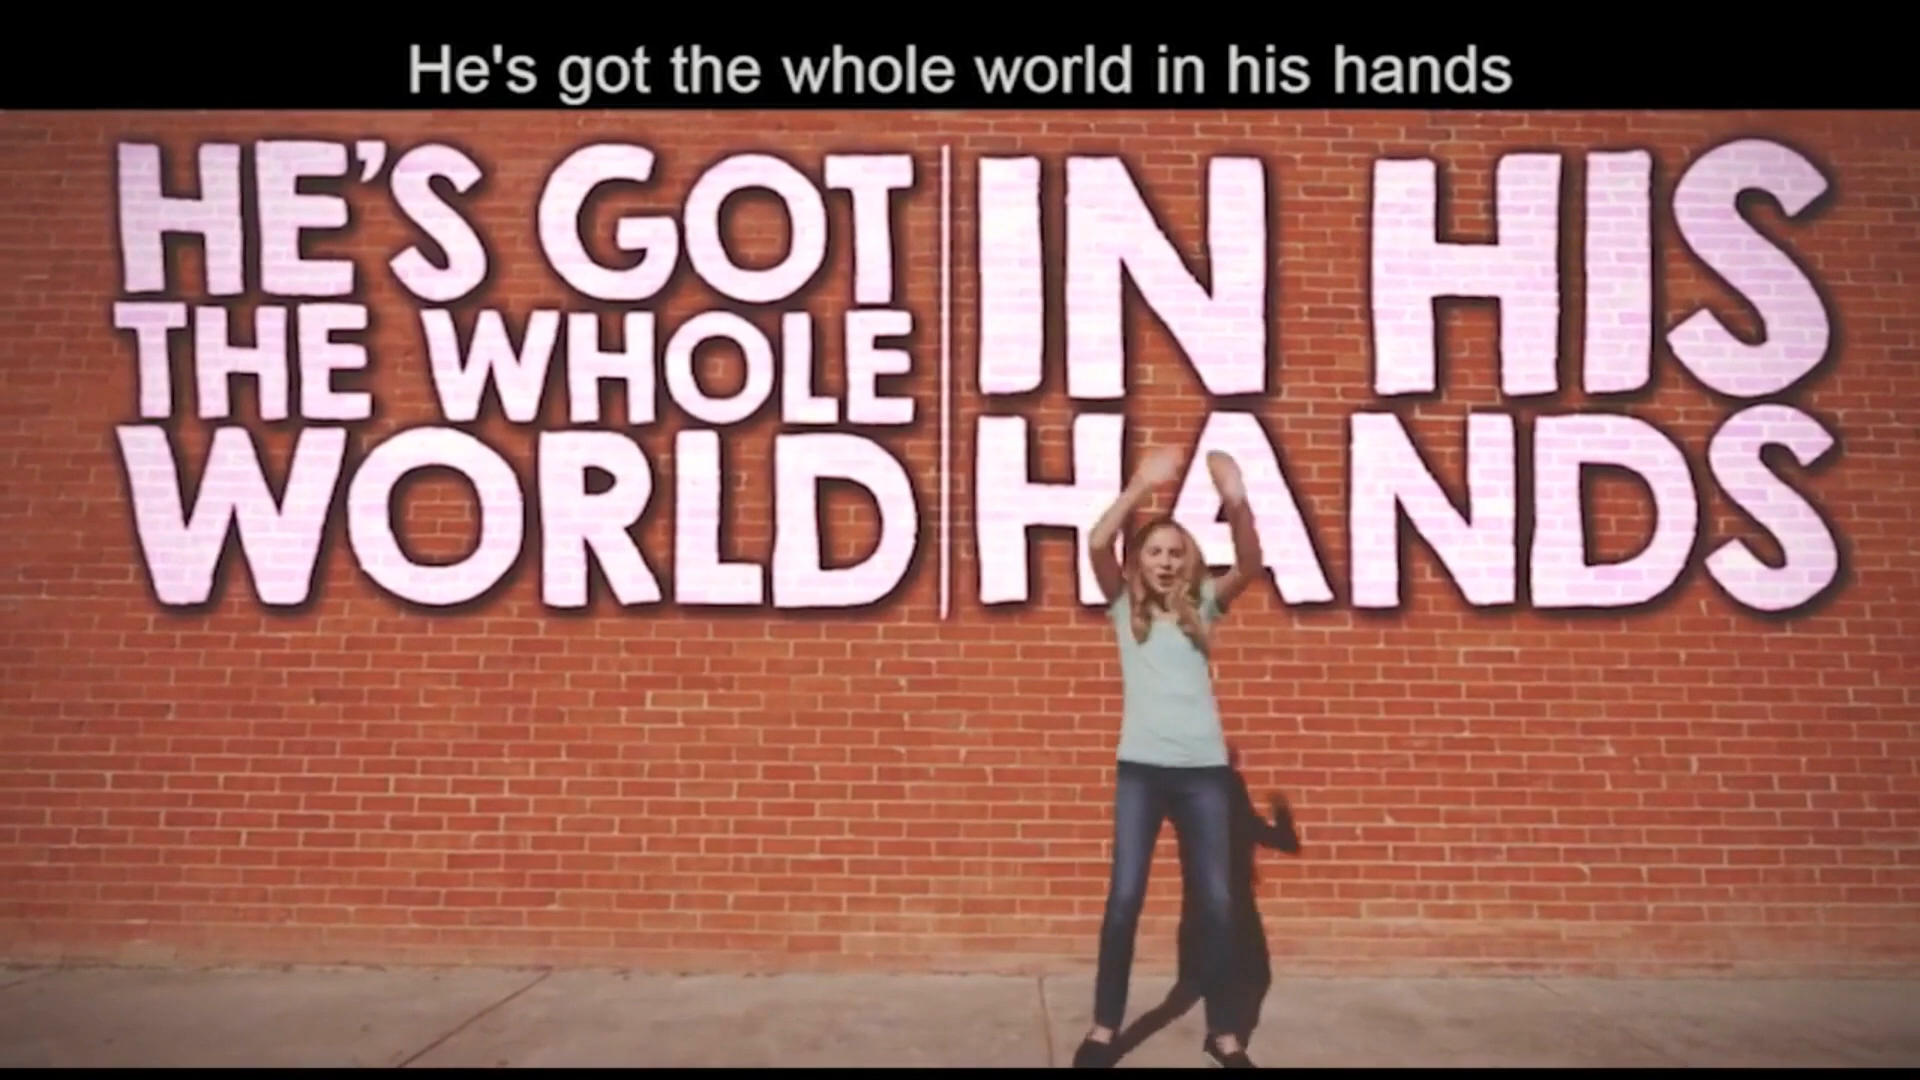 He's got the whole world in his hands
HE'S GOT
THE WHOLE
WORLD
IN HIS
HANDS